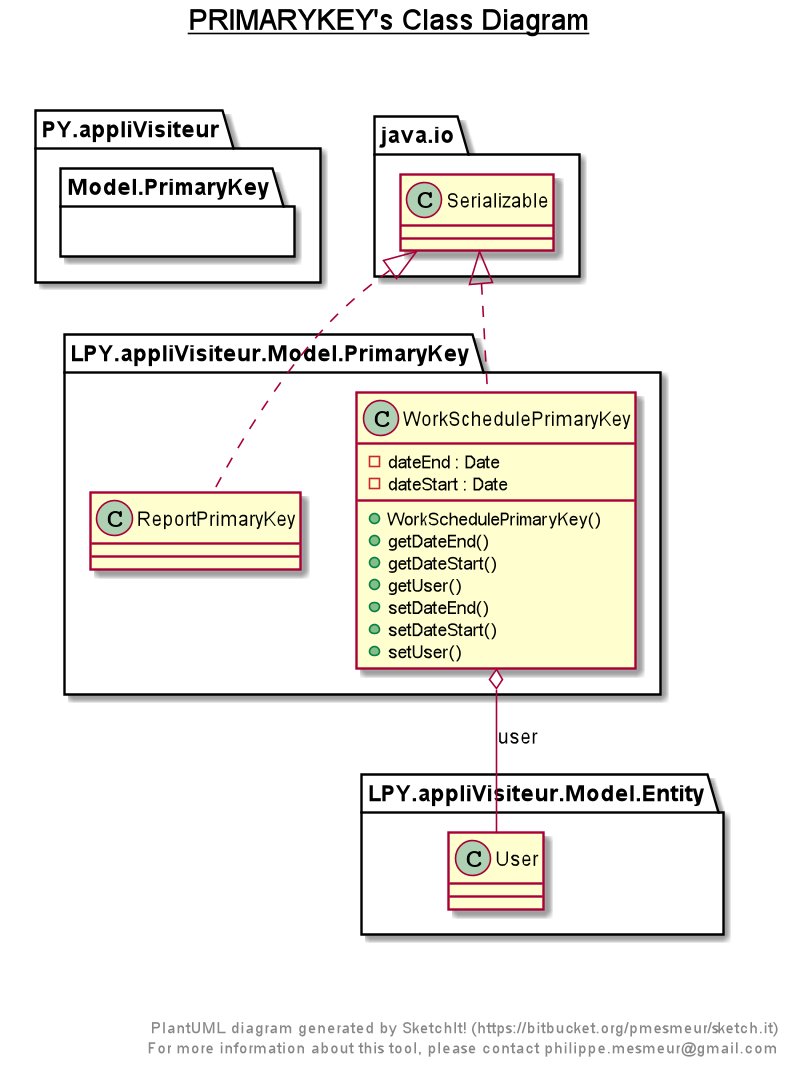 PRIMARYKEY's Class Diagram
PY.appliVisiteur
Model.PrimaryKey
java.io
C Serializable
LPY.appliVisiteur.Model.PrimaryKey
C WorkSchedulePrimaryKey
dateEnd : Date
dateStart : Date
WorkSchedulePrimaryKey()
getDateEnd()
getDateStart()
getUser()
setDateEnd()
setDateStart()
setUser()
C ReportPrimaryKey
user
LPY.appliVisiteur.Model.Entity
C User
PlantUML diagram generated by SketchIt! (https://bitbucket.org/pmesmeur/sketch.it)
For more information about this tool, please contact philippe.mesmeur@gmail.com